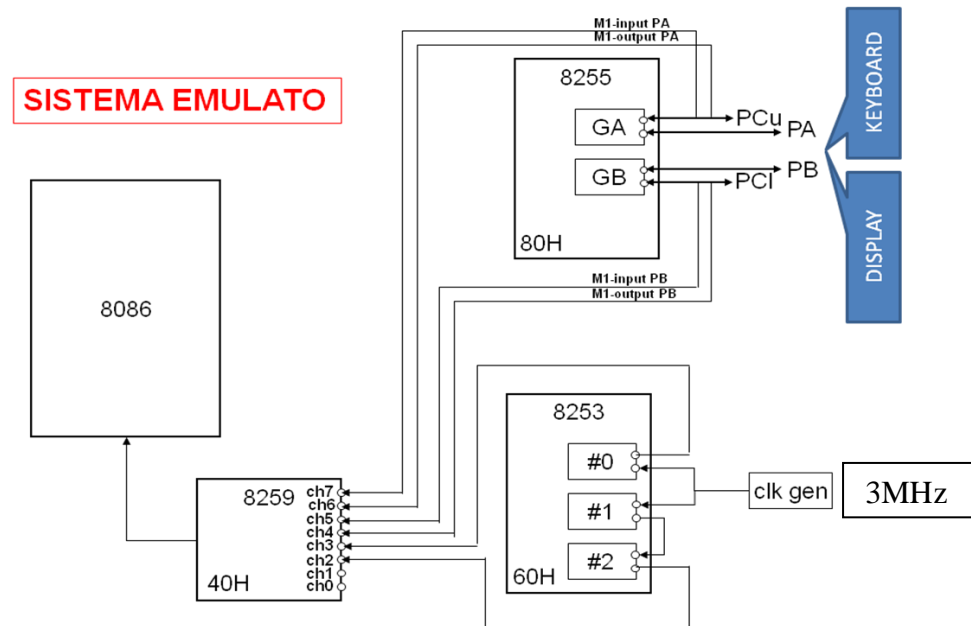 M1-input PA
M1-output PA
SISTEMA EMULATO
8255
GA
GB
80H
PCu
PA
PB
PCl
KEYBOARD
DISPLAY
M1-input PB
M1-output PB
8086
8253
#0
#1
#2
60H
clk gen
3MHz
8259
ch7
ch6
ch5
ch4
ch3
ch2
ch1
ch0
40H